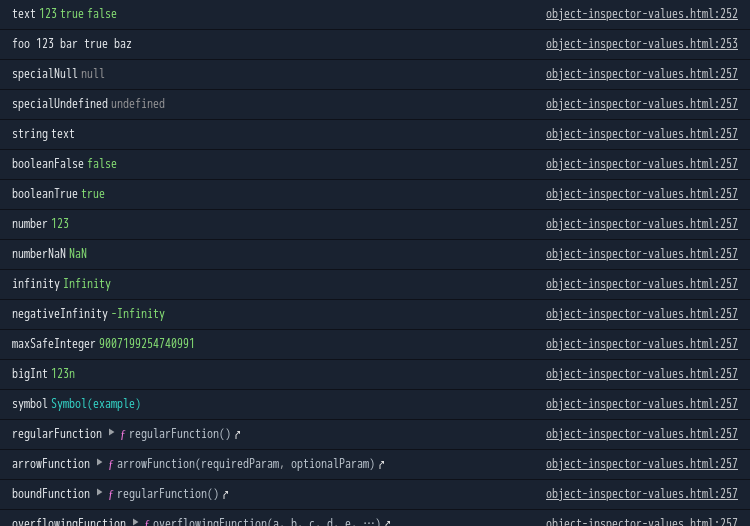 text 123 true false object-inspector-values.html:252
foo 123 bar true baz object-inspector-values.html:253
specialNull null object-inspector-values.html:257
specialUndefined undefined object-inspector-values.html:257
string text object-inspector-values.html:257
booleanFalse false object-inspector-values.html:257
booleanTrue true object-inspector-values.html:257
number 123 object-inspector-values.html:257
numberNaN NaN object-inspector-values.html:257
infinity Infinity object-inspector-values.html:257
negativeInfinity -Infinity object-inspector-values.html:257
maxSafeInteger 9007199254740991 object-inspector-values.html:257
bigInt 123n object-inspector-values.html:257
symbol Symbol(example) object-inspector-values.html:257
regularFunction ▶ ƒ regularFunction() object-inspector-values.html:257
arrowFunction ▶ ƒ arrowFunction(requiredParam, optionalParam) object-inspector-values.html:257
boundFunction ▶ ƒ regularFunction() object-inspector-values.html:257
overflowingFunction ▶ ƒ overflowingFunction(a, b, c, d, e, …) object-inspector-values.html:257